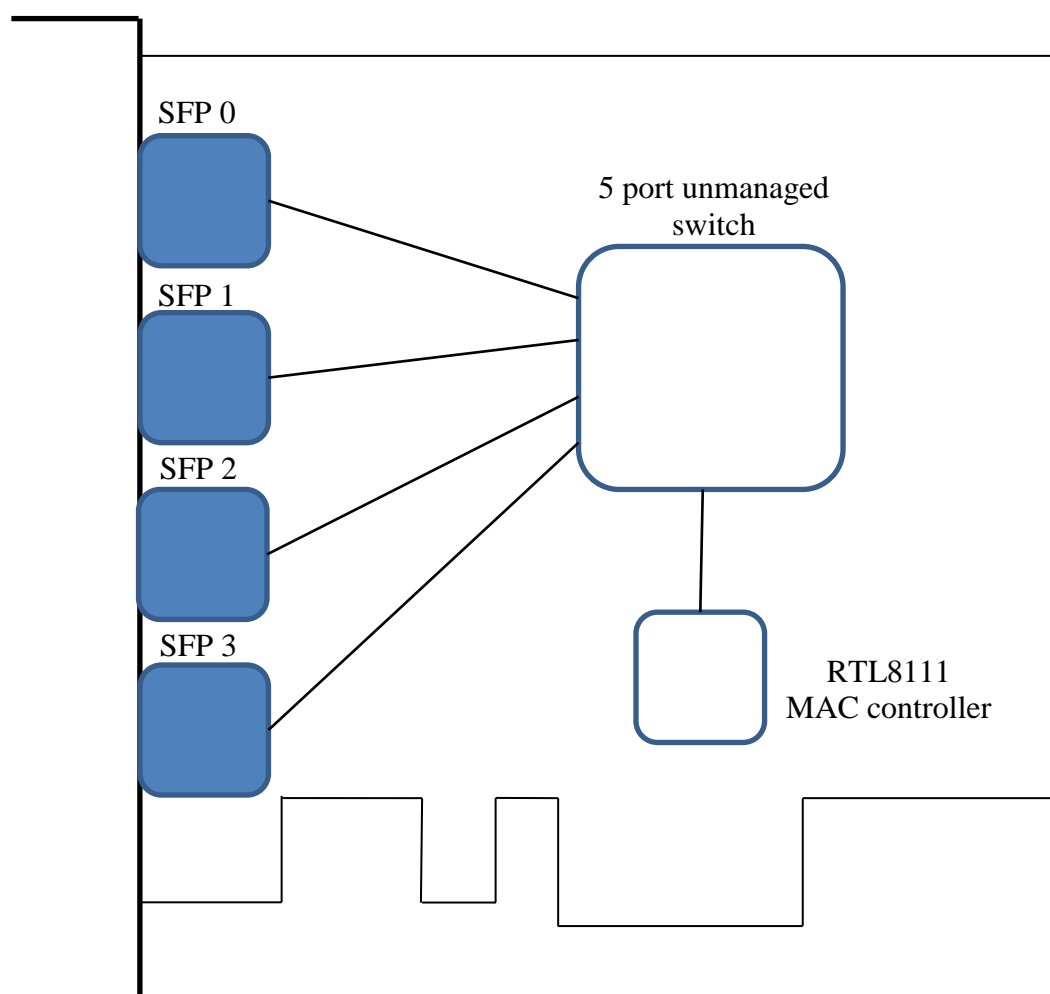 SFP 0
5 port unmanaged
switch
SFP 1
SFP 2
SFP 3
RTL8111
MAC controller